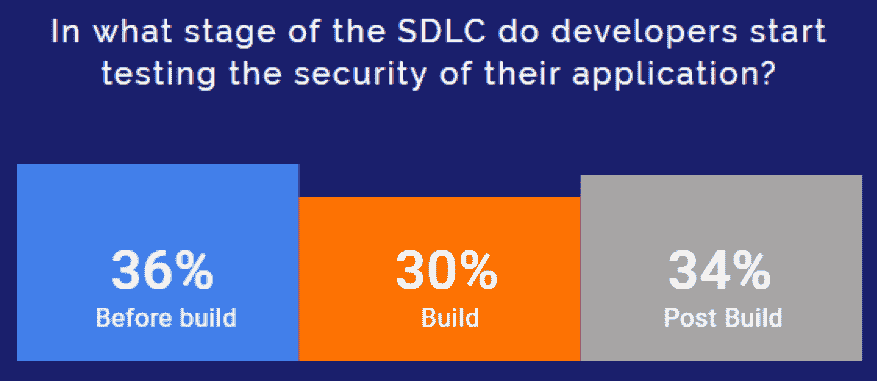 In what stage of the SDLC do developers start
testing the security of their application?
36%
Before build
30%
Build
34%
Post Build